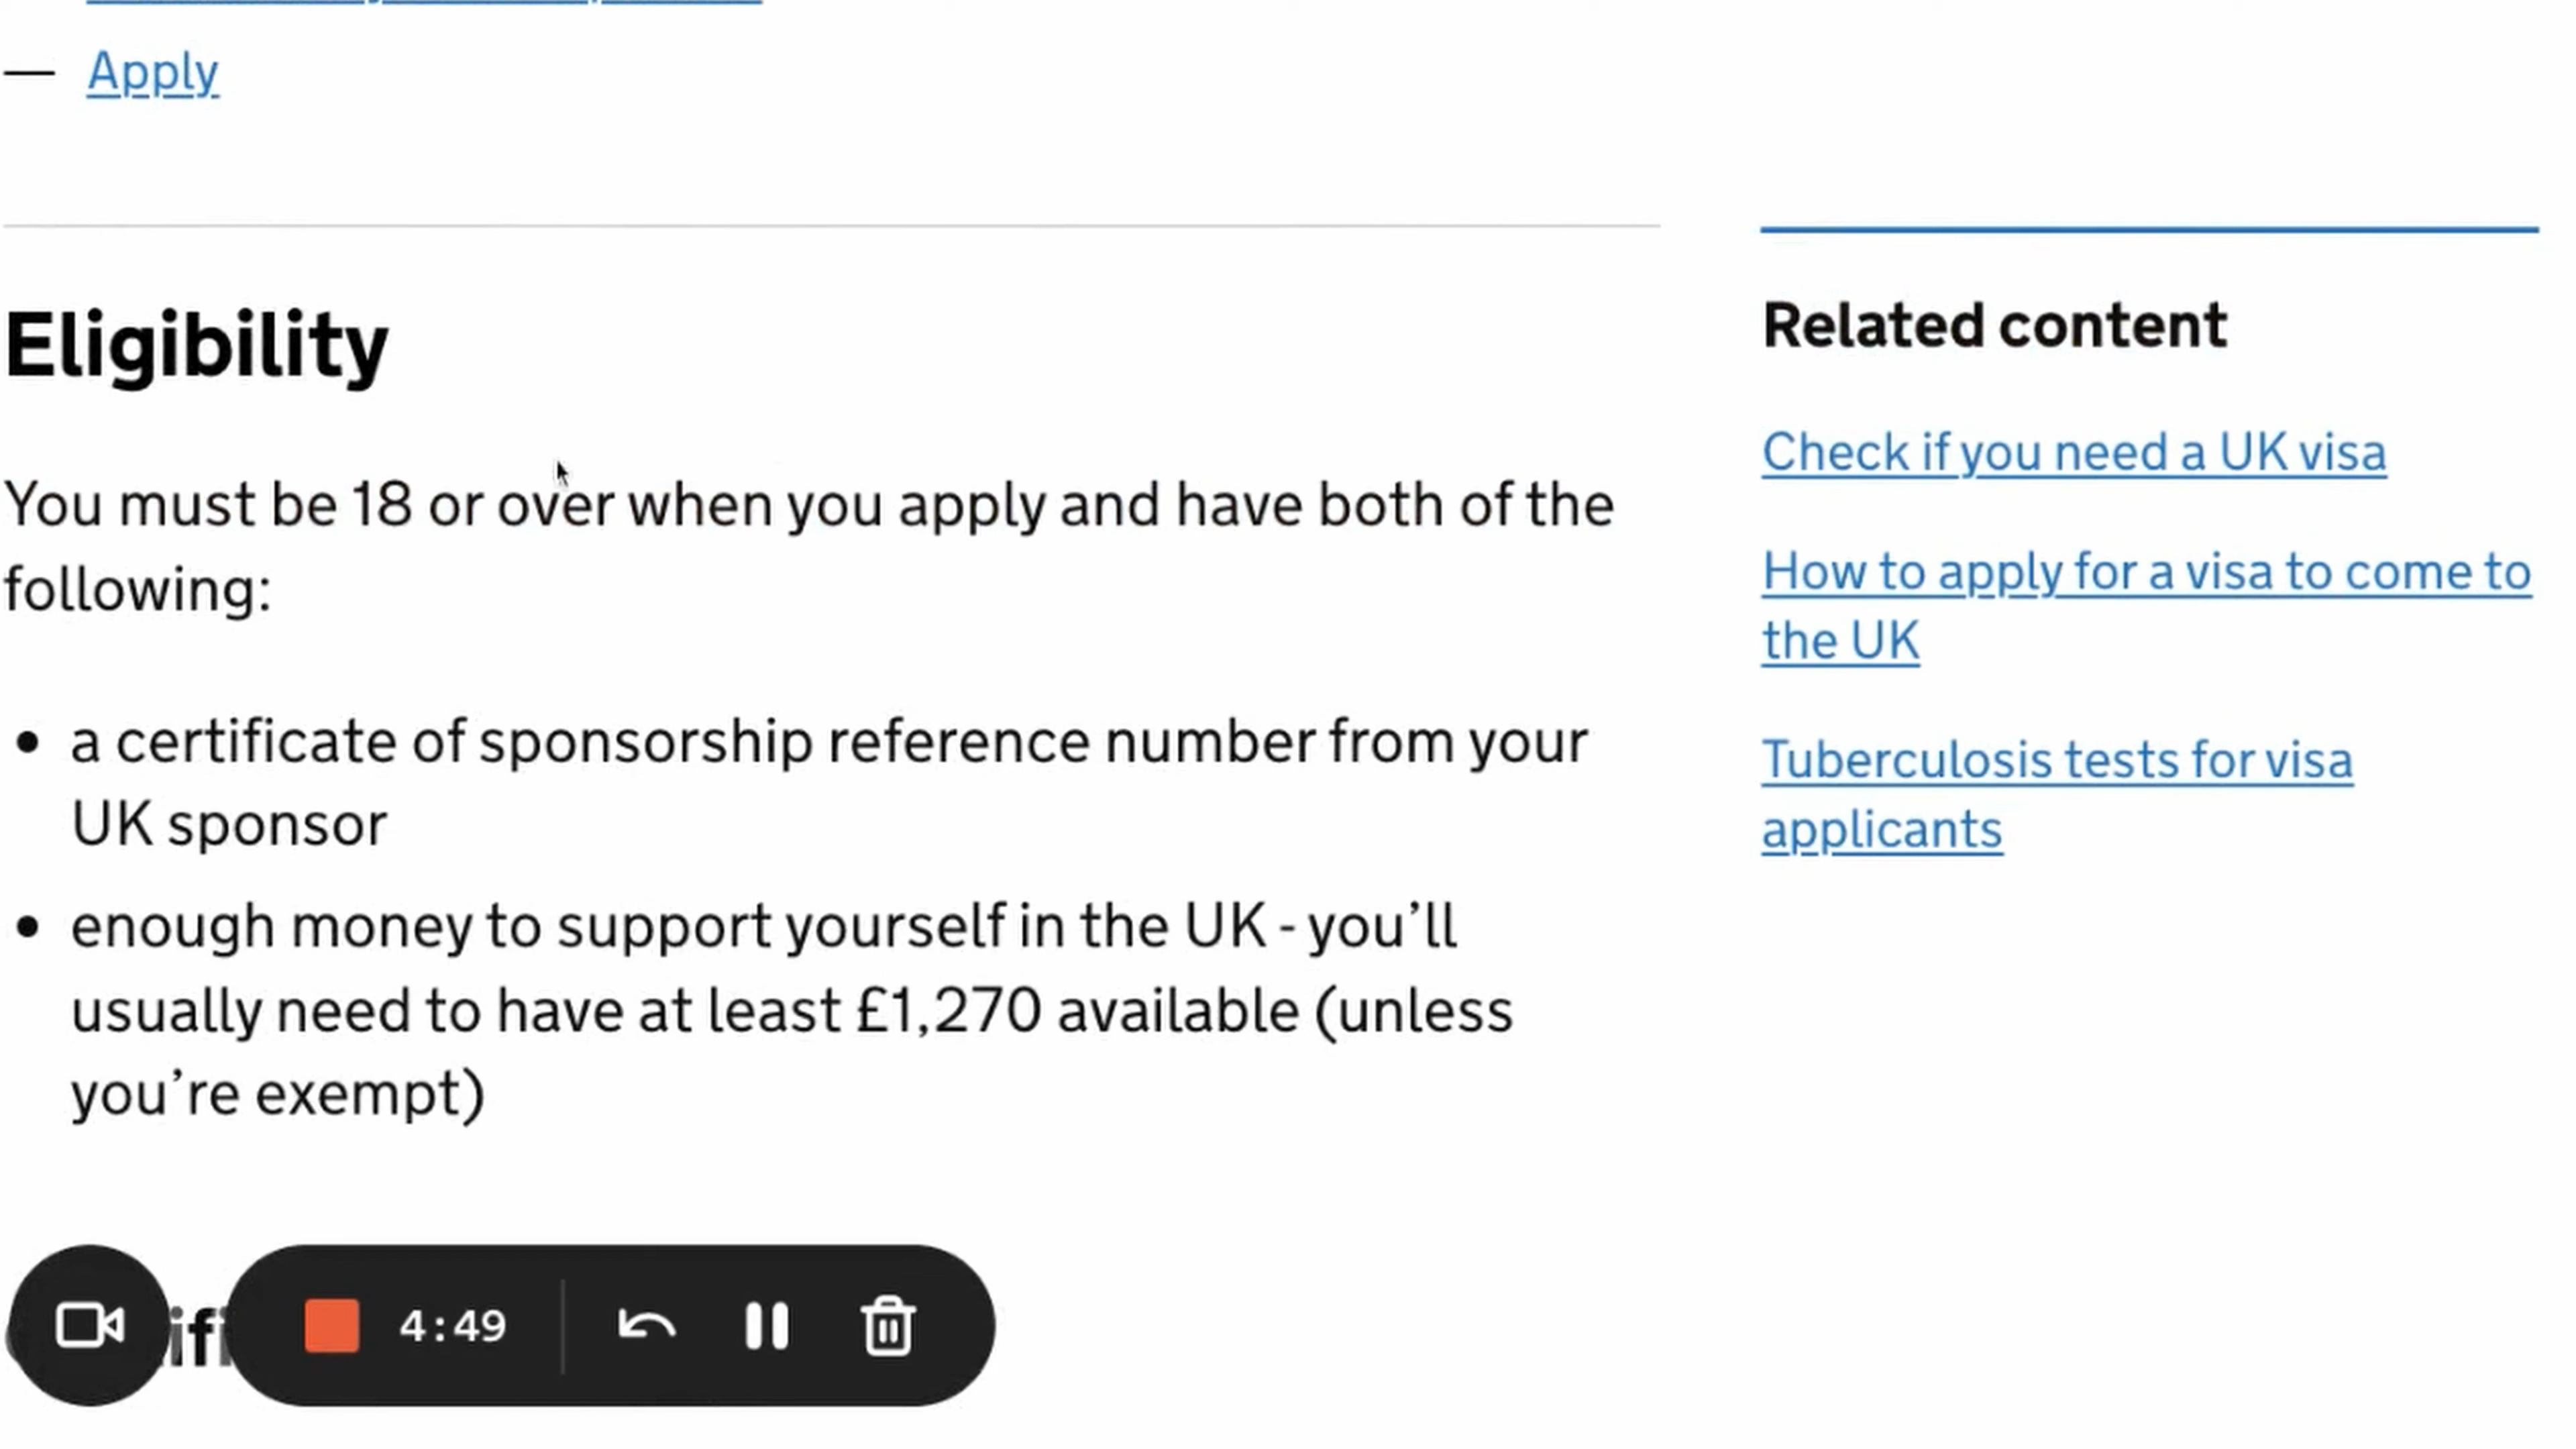 — Apply
Eligibility
You must be 18 or over when you apply and have both of the
following:
• a certificate of sponsorship reference number from your
UK sponsor
• enough money to support yourself in the UK - you’ll
usually need to have at least £1,270 available (unless
you’re exempt)
Related content
Check if you need a UK visa
How to apply for a visa to come to
the UK
Tuberculosis tests for visa
applicants
4:49